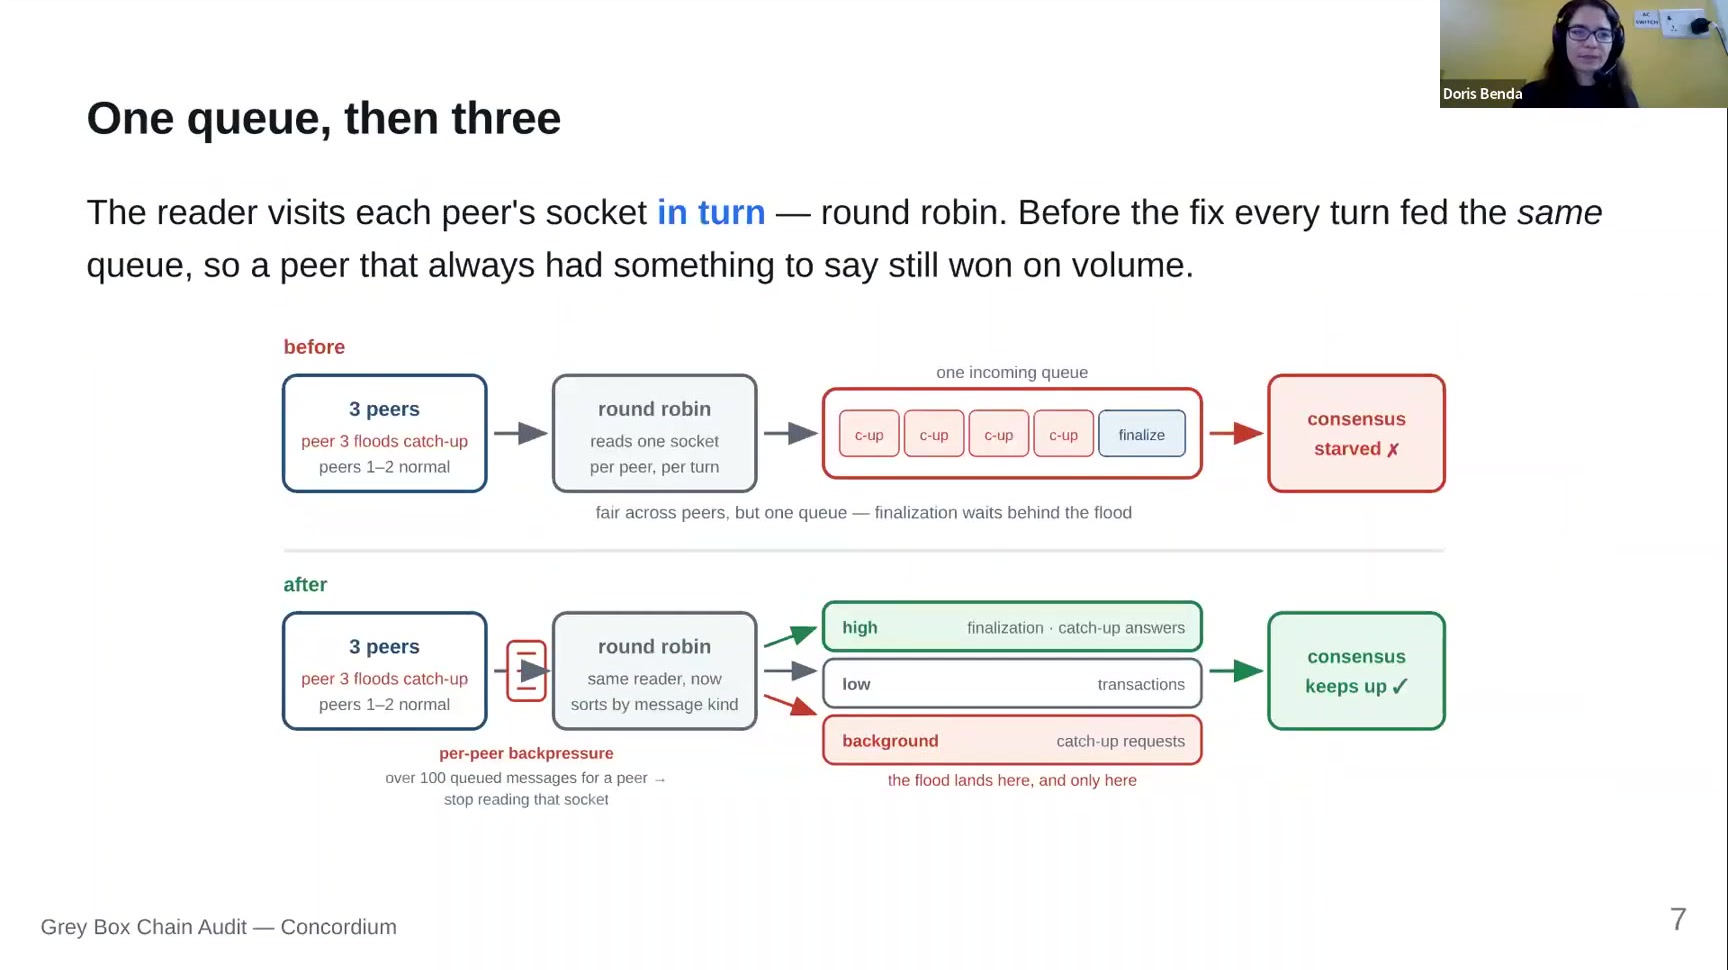 AC
SWITCH
Doris Benda
One queue, then three
The reader visits each peer's socket in turn — round robin. Before the fix every turn fed the same
queue, so a peer that always had something to say still won on volume.
before
3 peers
peer 3 floods catch-up
peers 1–2 normal
round robin
reads one socket
per peer, per turn
one incoming queue
c-up c-up c-up c-up finalize
consensus
starved ✗
fair across peers, but one queue — finalization waits behind the flood
after
3 peers
peer 3 floods catch-up
peers 1–2 normal
round robin
same reader, now
sorts by message kind
high finalization · catch-up answers
low transactions
background catch-up requests
consensus
keeps up ✓
per-peer backpressure
over 100 queued messages for a peer →
stop reading that socket
the flood lands here, and only here
Grey Box Chain Audit — Concordium
7